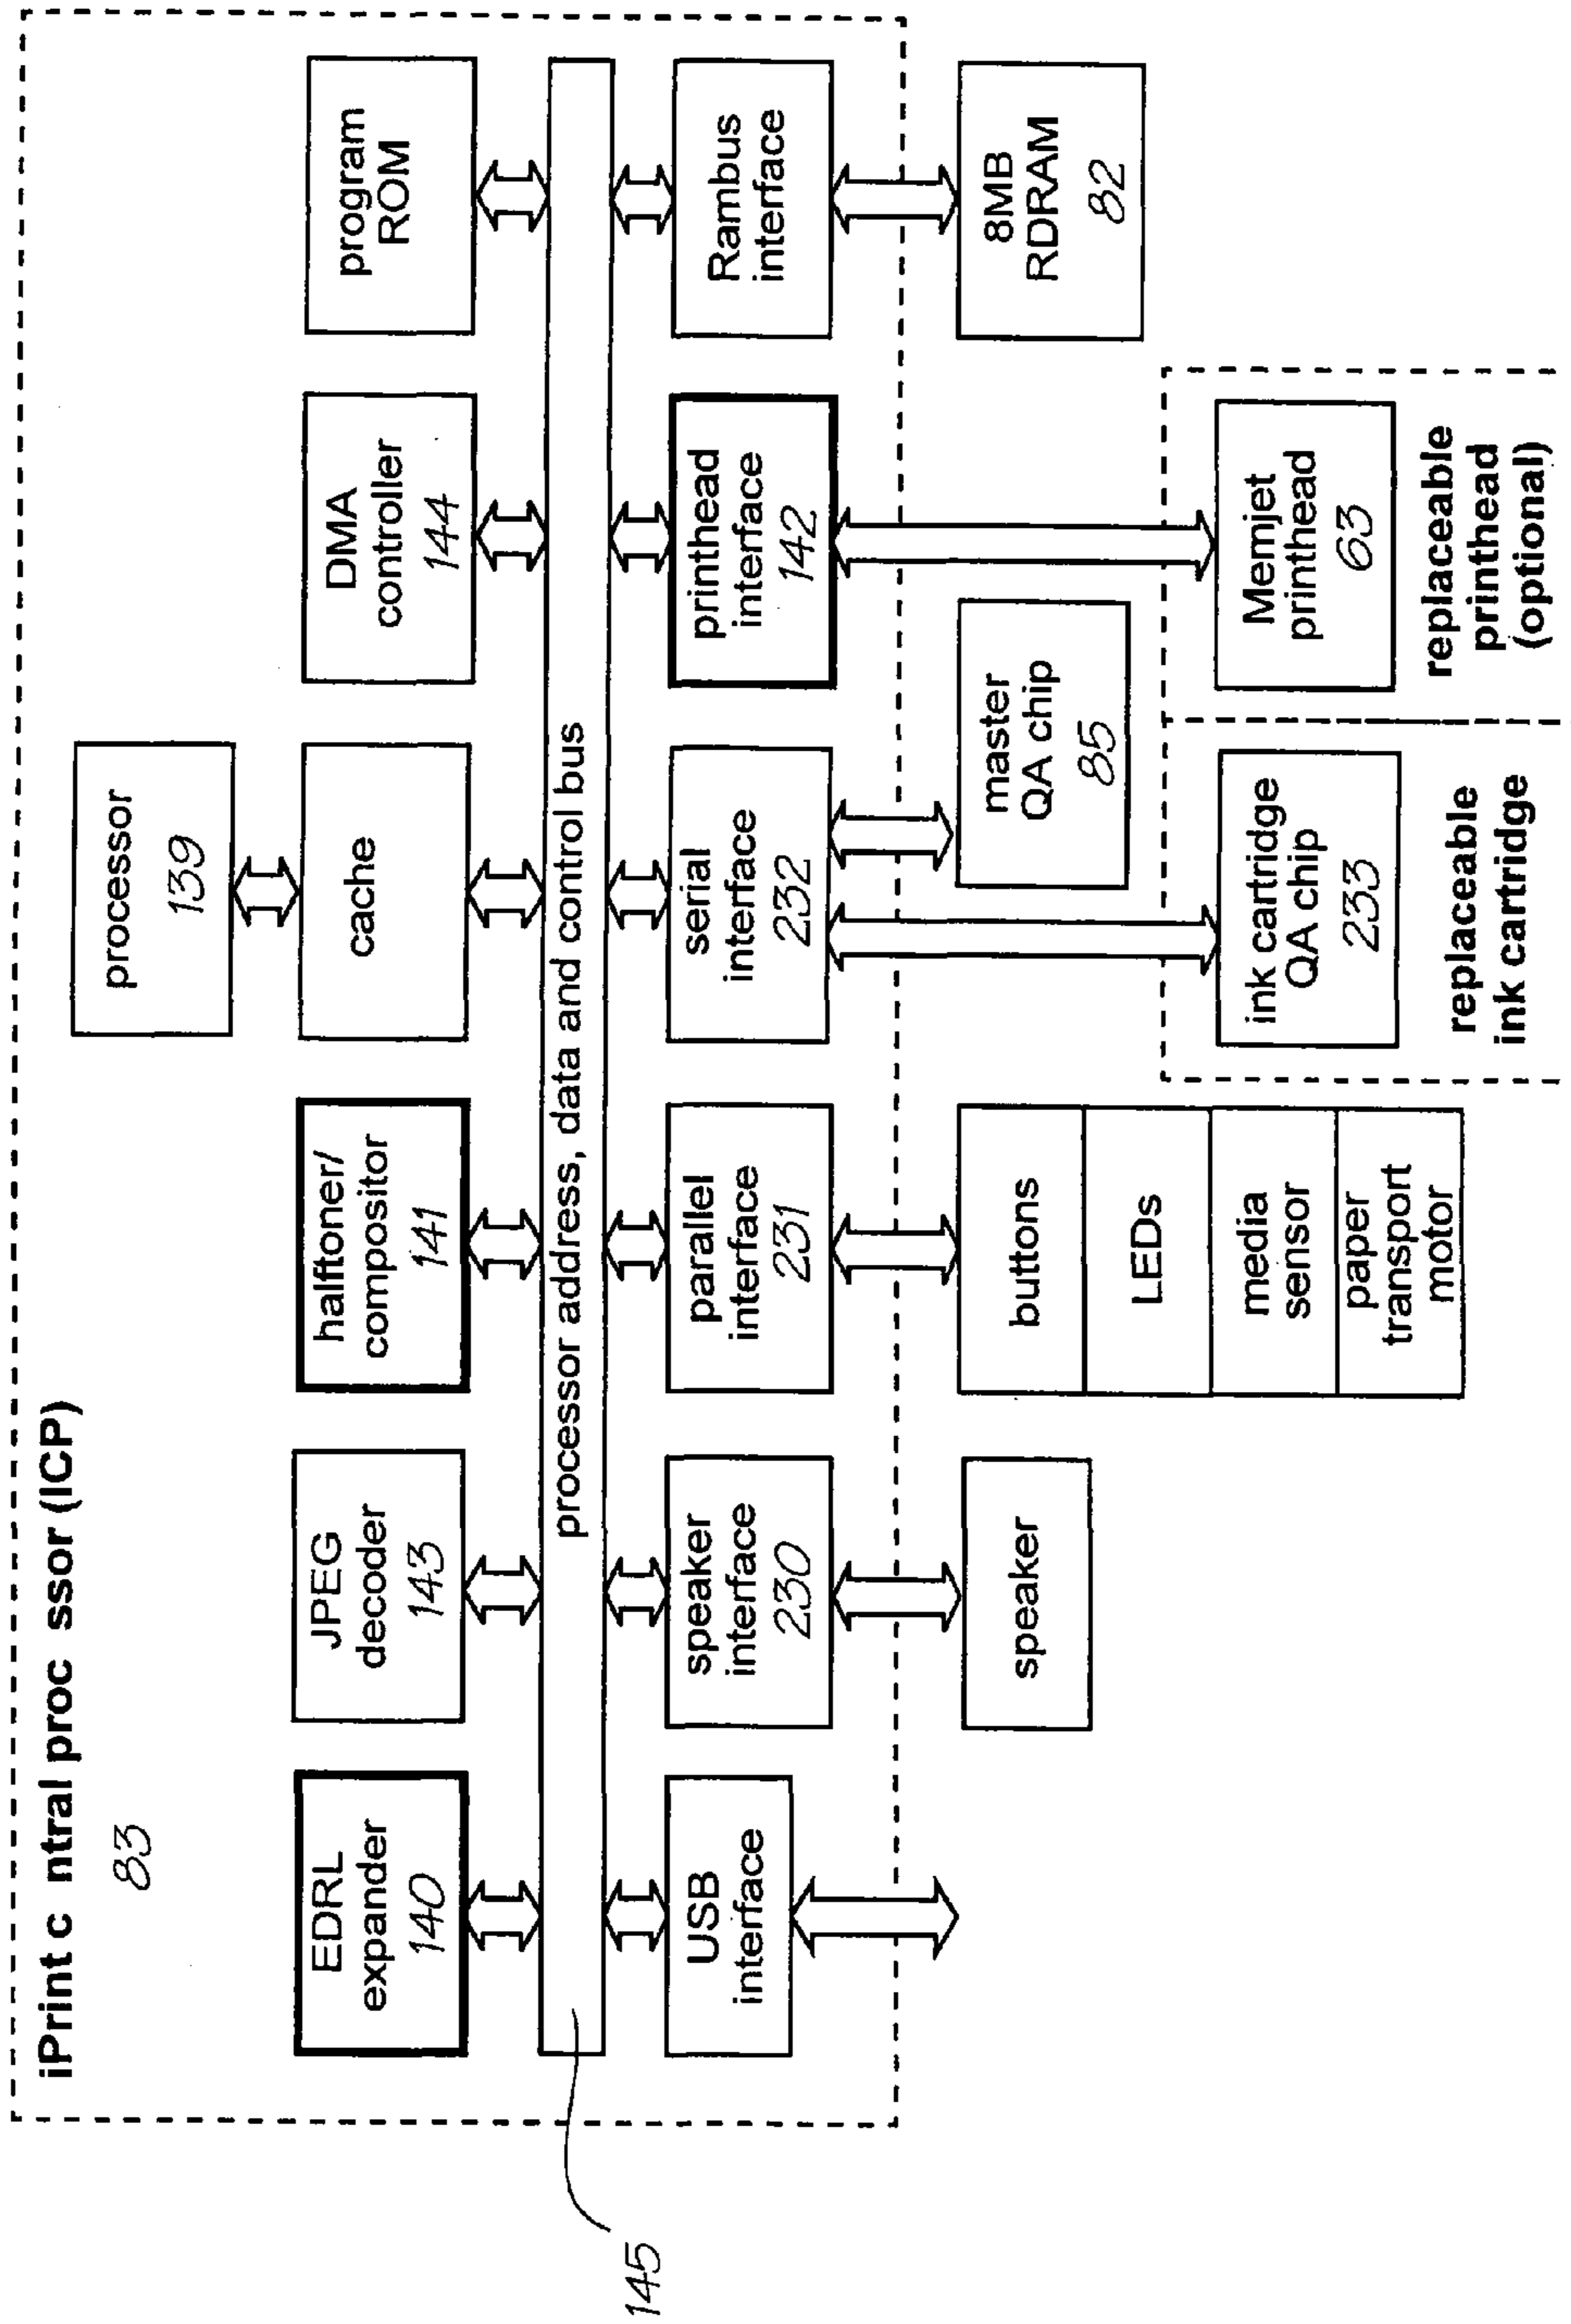 iPrint c ntral proc ssor (ICP)
83
processor
139
EDRL
expander
140
JPEG
decoder
143
halftoner/
compositor
141
cache
DMA
controller
144
program
ROM
processor address, data and control bus
145
USB
interface
speaker
interface
230
parallel
interface
231
serial
interface
232
printhead
interface
142
Rambus
interface
speaker
buttons
LEDs
media
sensor
paper
transport
motor
master
QA chip
85
8MB
RDRAM
82
ink cartridge
QA chip
233
replaceable
ink cartridge
Memjet
printhead
63
replaceable
printhead
(optional)